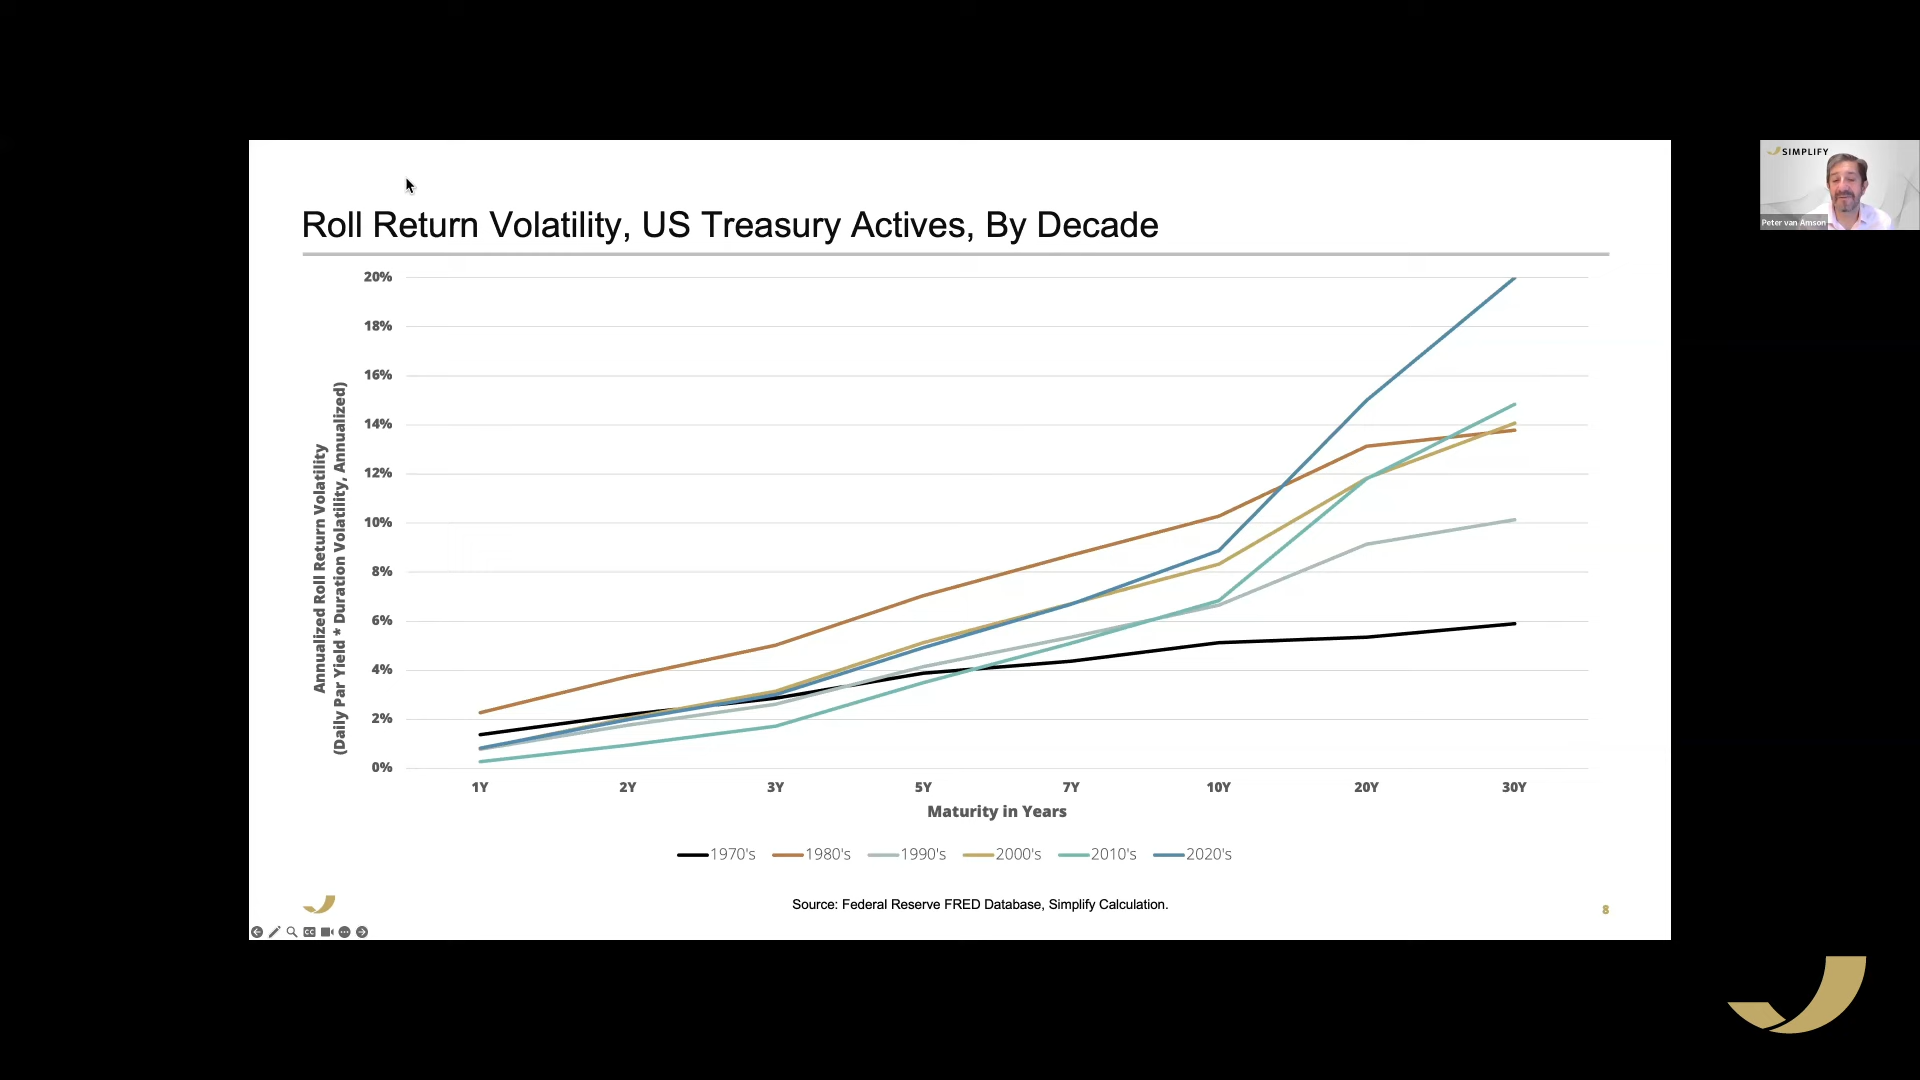 SIMPLIFY
Peter van Amson
Roll Return Volatility, US Treasury Actives, By Decade
Annualized Roll Return Volatility
(Daily Par Yield * Duration Volatility, Annualized)
20%
18%
16%
14%
12%
10%
8%
6%
4%
2%
0%
1Y 2Y 3Y 5Y 7Y 10Y 20Y 30Y
Maturity in Years
1970's 1980's 1990's 2000's 2010's 2020's
Source: Federal Reserve FRED Database, Simplify Calculation.
8
CC